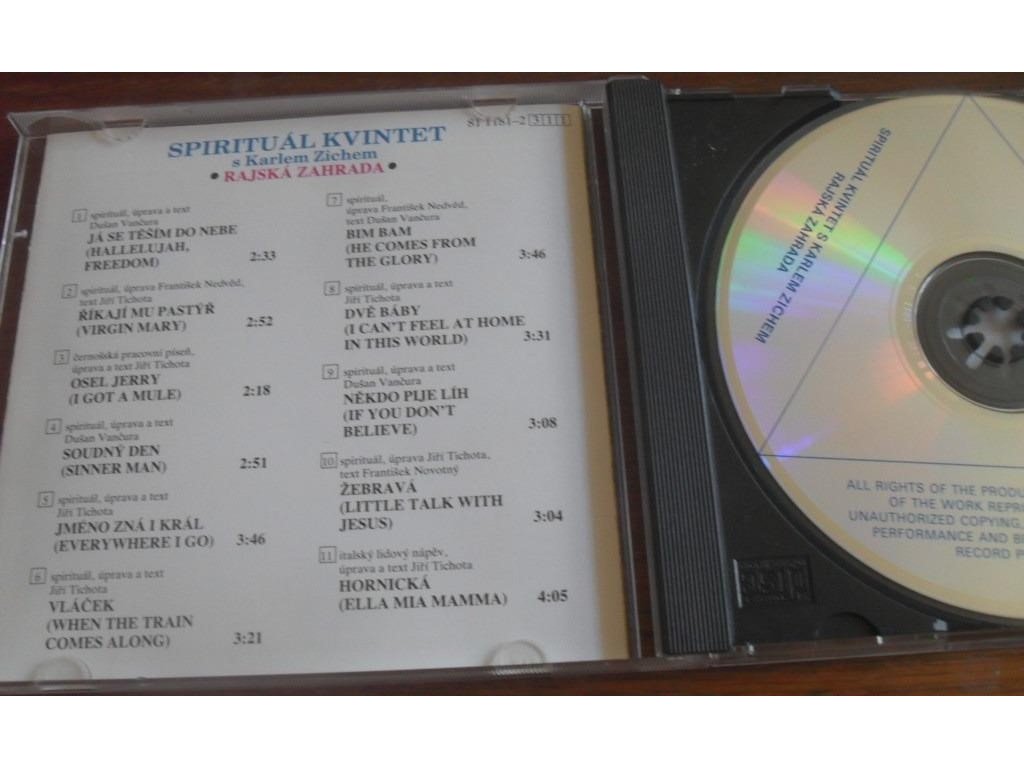 SPIRITUÁL KVINTET
s Karlem Zichem
• RAJSKÁ ZAHRADA •
81 1181-2 311
1 spirituál, úprava a text
Dušan Vančura
JÁ SE TĚŠÍM DO NEBE
(HALLELUJAH,
FREEDOM) 2:33
2 spirituál, úprava František Nedvěd,
text Jiří Tichota
ŘÍKAJÍ MU PASTÝŘ
(VIRGIN MARY) 2:52
3 černošská pracovní píseň,
úprava a text Jiří Tichota
OSEL JERRY
(I GOT A MULE) 2:18
4 spirituál, úprava a text
Dušan Vančura
SOUDNÝ DEN
(SINNER MAN) 2:51
5 spirituál, úprava a text
Jiří Tichota
JMÉNO ZNÁ I KRÁL
(EVERYWHERE I GO) 3:46
6 spirituál, úprava a text
Jiří Tichota
VLÁČEK
(WHEN THE TRAIN
COMES ALONG) 3:21
7 spirituál,
úprava František Nedvěd,
text Dušan Vančura
BIM BAM
(HE COMES FROM
THE GLORY) 3:46
8 spirituál, úprava a text
Jiří Tichota
DVĚ BÁBY
(I CAN'T FEEL AT HOME
IN THIS WORLD) 3:31
9 spirituál, úprava a text
Dušan Vančura
NĚKDO PIJE LÍH
(IF YOU DON'T
BELIEVE) 3:08
10 spirituál, úprava Jiří Tichota,
text František Novotný
ŽEBRAVÁ
(LITTLE TALK WITH
JESUS) 3:04
11 italský lidový nápěv,
úprava a text Jiří Tichota
HORNICKÁ
(ELLA MIA MAMMA) 4:05
SPIRITUÁL KVINTET S KARLEM ZICHEM
RAJSKÁ ZAHRADA
ALL RIGHTS OF THE PRODU
OF THE WORK REPR
UNAUTHORIZED COPYING,
PERFORMANCE AND B
RECORD P
disc